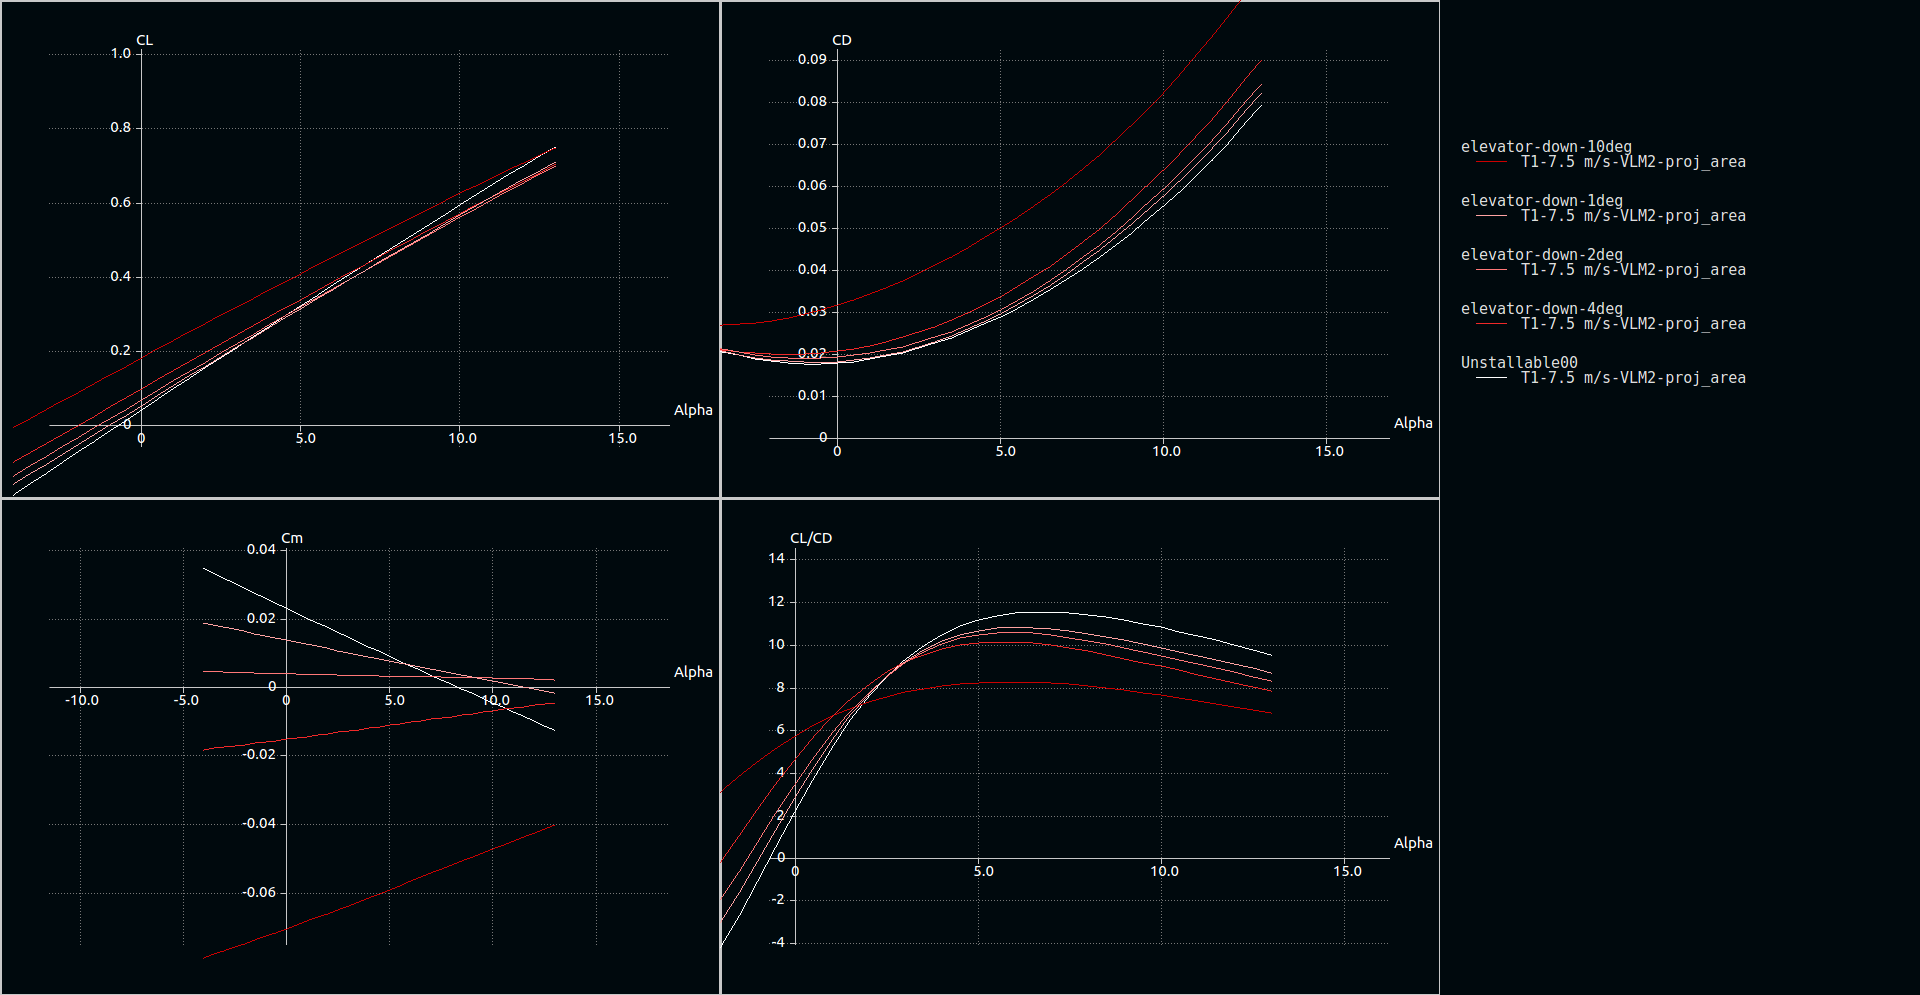 CL
1.0
0.8
0.6
0.4
0.2
0
0 5.0 10.0 15.0
Alpha
CD
0.09
0.08
0.07
0.06
0.05
0.04
0.03
0.02
0.01
0
0 5.0 10.0 15.0
Alpha
elevator-down-10deg
T1-7.5 m/s-VLM2-proj_area
elevator-down-1deg
T1-7.5 m/s-VLM2-proj_area
elevator-down-2deg
T1-7.5 m/s-VLM2-proj_area
elevator-down-4deg
T1-7.5 m/s-VLM2-proj_area
Unstallable00
T1-7.5 m/s-VLM2-proj_area
Cm
0.04
0.02
0
-0.02
-0.04
-0.06
-10.0 -5.0 0 5.0 10.0 15.0
Alpha
CL/CD
14
12
10
8
6
4
2
0
-2
-4
0 5.0 10.0 15.0
Alpha